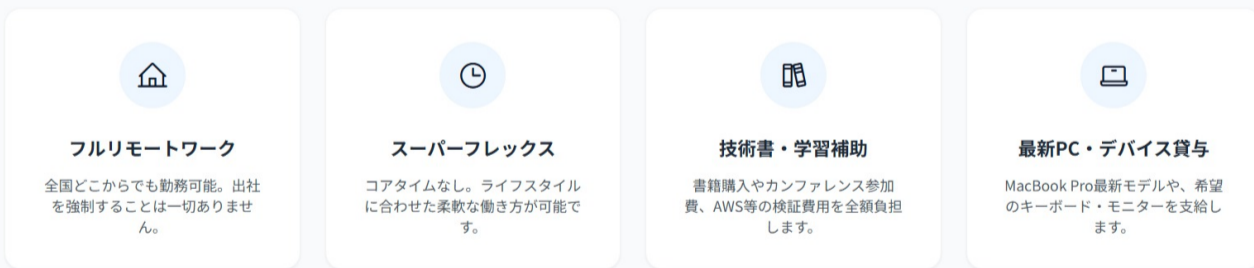 フルリモートワーク
全国どこからでも勤務可能。出社
を強制することは一切ありませ
ん。
スーパーフレックス
コアタイムなし。ライフスタイル
に合わせた柔軟な働き方が可能で
す。
技術書・学習補助
書籍購入やカンファレンス参加
費、AWS等の検証費用を全額負担
します。
最新PC・デバイス貸与
MacBook Pro最新モデルや、希望
のキーボード・モニターを支給し
ます。